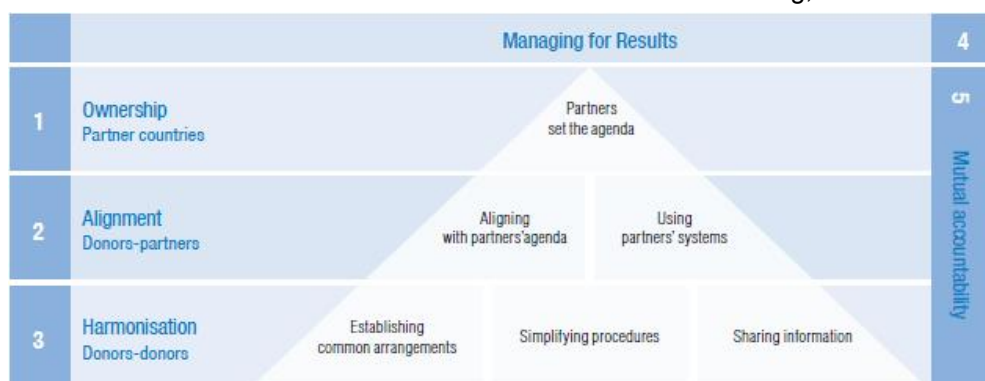 Managing for Results
4
1
Ownership
Partner countries
Partners
set the agenda
5 Mutual accountability
2
Alignment
Donors-partners
Aligning
with partners'agenda
Using
partners' systems
3
Harmonisation
Donors-donors
Establishing
common arrangements
Simplifying procedures
Sharing information